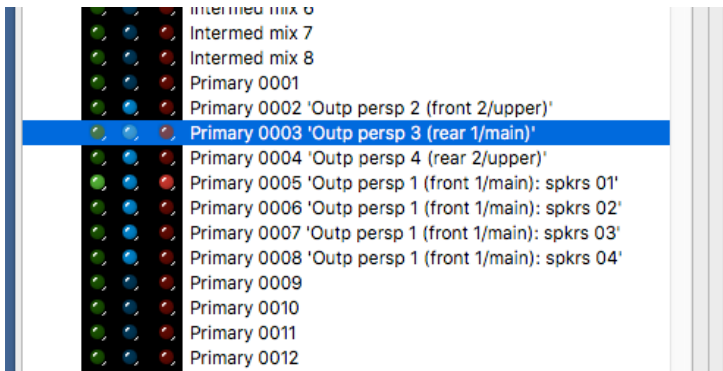 Intermed mix 6
Intermed mix 7
Intermed mix 8
Primary 0001
Primary 0002 'Outp persp 2 (front 2/upper)'
Primary 0003 'Outp persp 3 (rear 1/main)'
Primary 0004 'Outp persp 4 (rear 2/upper)'
Primary 0005 'Outp persp 1 (front 1/main): spkrs 01'
Primary 0006 'Outp persp 1 (front 1/main): spkrs 02'
Primary 0007 'Outp persp 1 (front 1/main): spkrs 03'
Primary 0008 'Outp persp 1 (front 1/main): spkrs 04'
Primary 0009
Primary 0010
Primary 0011
Primary 0012